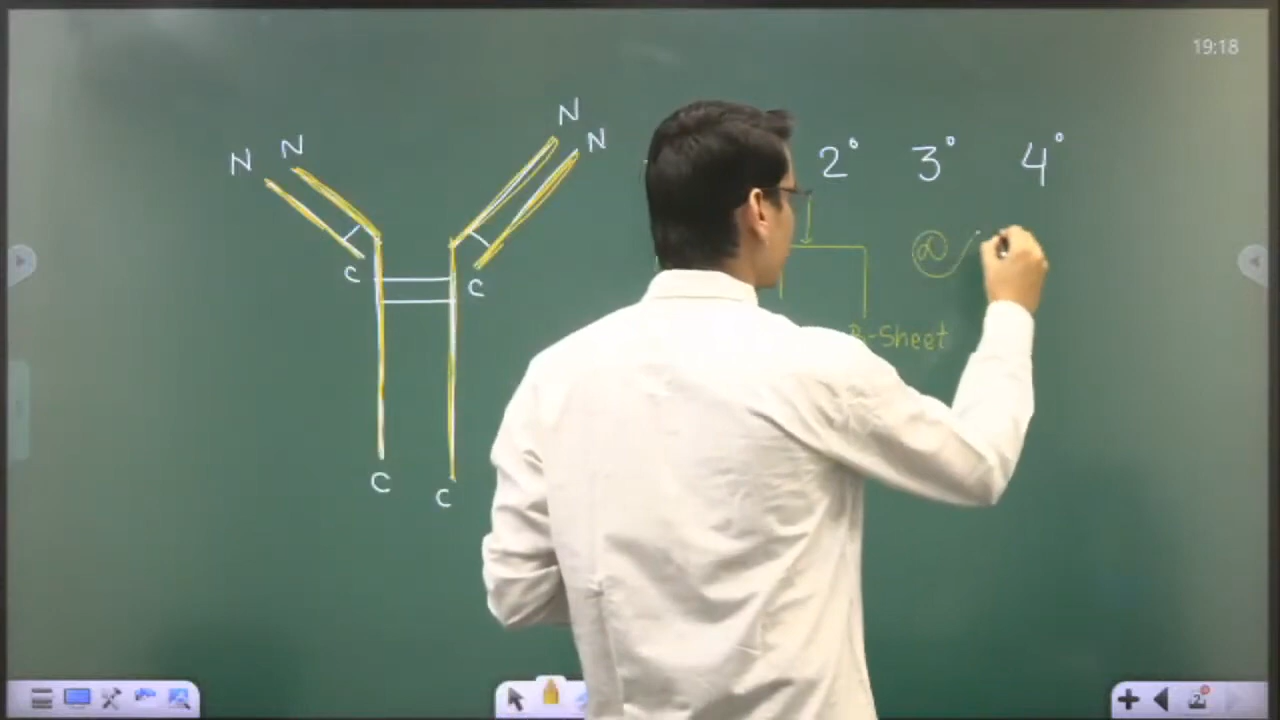 19:18
N N N N
2° 3° 4°
C C
β-Sheet
C C